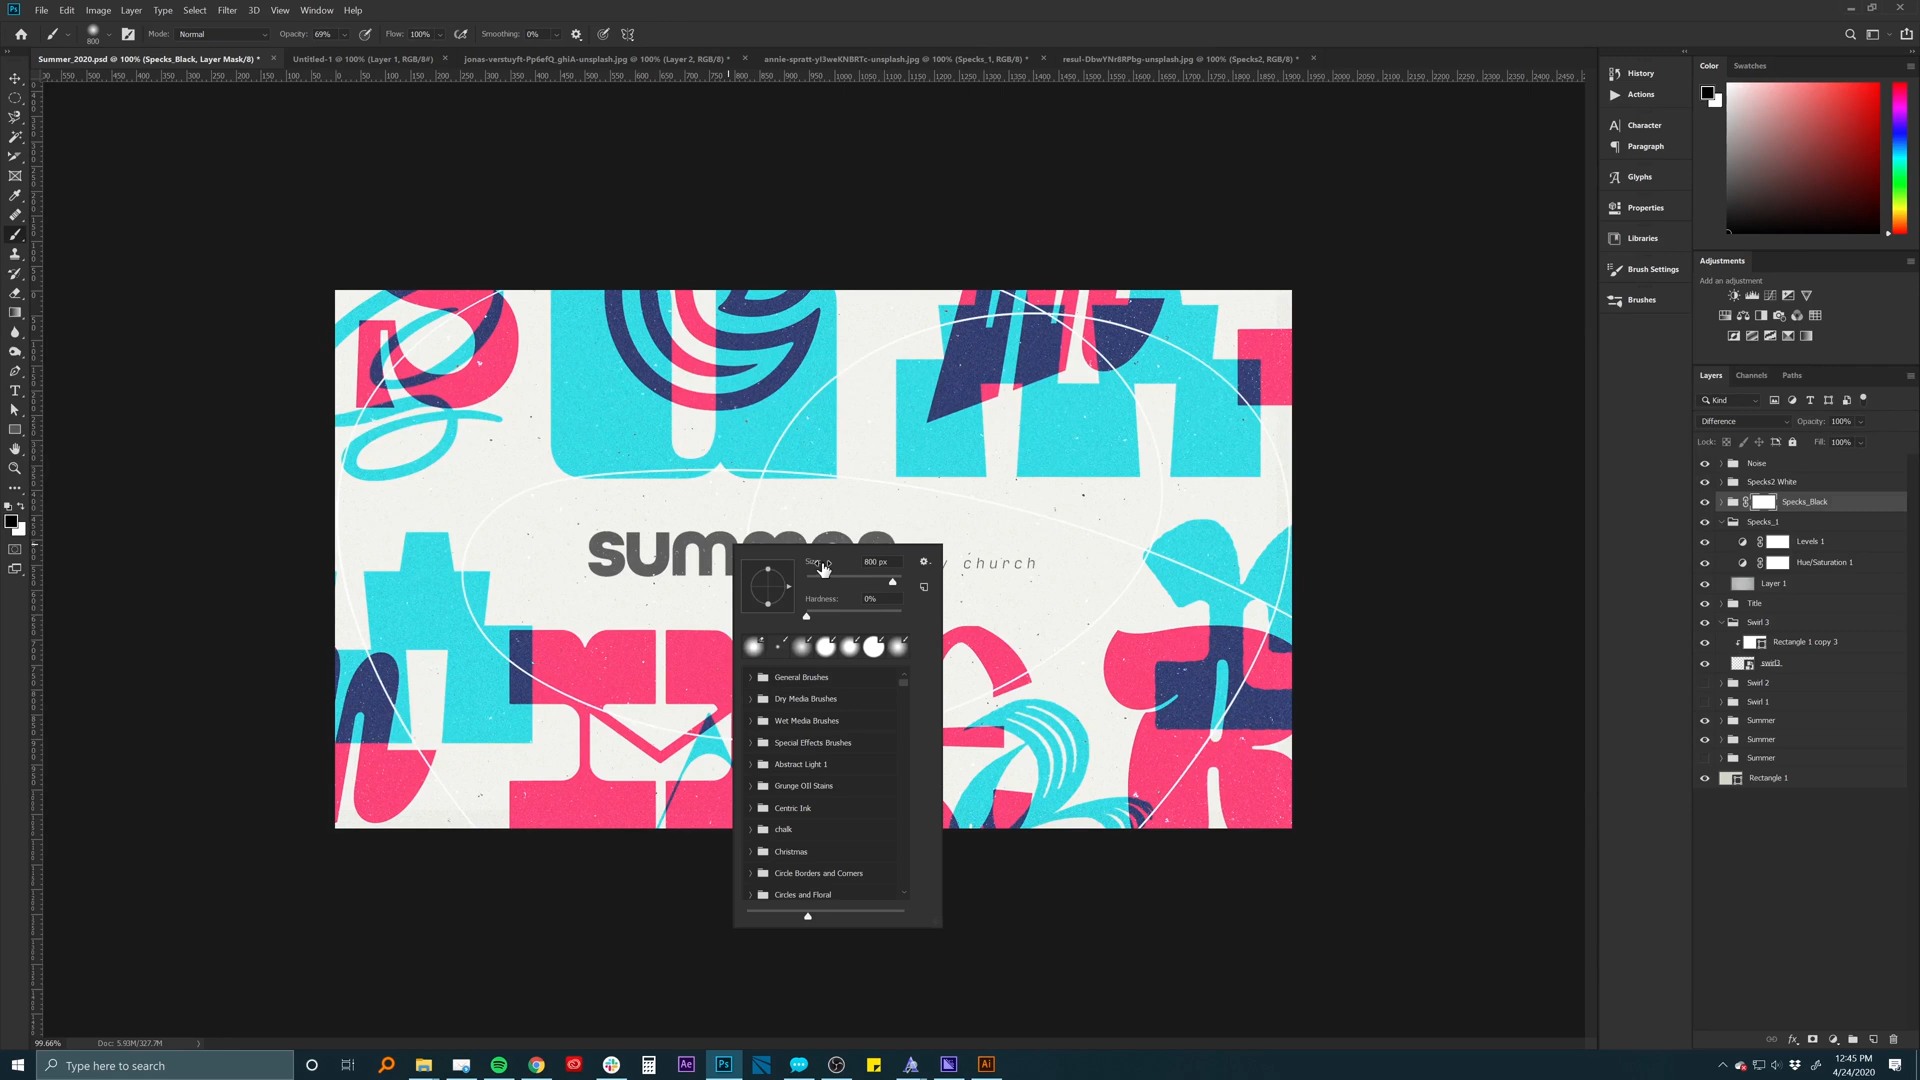 File Edit Image Layer Type Select Filter 3D View Window Help
800 Mode: Normal Opacity: 69% Flow: 100% Smoothing: 0%
Summer_2020.psd @ 100% (Specks_Black, Layer Mask/8) * Untitled-1 @ 100% (Layer 1, RGB/8#) jonas-verstuyft-Pp6efQ_ghiA-unsplash.jpg @ 100% (Layer 2, RGB/8) * annie-spratt-yI3weKNBRTc-unsplash.jpg @ 100% (Specks_1, RGB/8) * resul-DbwYNr8RPbg-unsplash.jpg @ 100% (Specks2, RGB/8) *
History
Actions
Character
Paragraph
Glyphs
Properties
Libraries
Brush Settings
Brushes
Color Swatches
Adjustments
Add an adjustment
Layers Channels Paths
Kind
Difference Opacity: 100%
Lock: Fill: 100%
Noise
Specks2 White
Specks_Black
Specks_1
Levels 1
Hue/Saturation 1
Layer 1
Title
Swirl 3
Rectangle 1 copy 3
swirl3
Swirl 2
Swirl 1
Summer
Summer
Summer
Rectangle 1
summer
church
800 px
Hardness: 0%
General Brushes
Dry Media Brushes
Wet Media Brushes
Special Effects Brushes
Abstract Light 1
Grunge OIl Stains
Centric Ink
chalk
Christmas
Circle Borders and Corners
Circles and Floral
99.66% Doc: 5.93M/327.7M
Type here to search
Ae Ps Ai
12:45 PM
4/24/2020